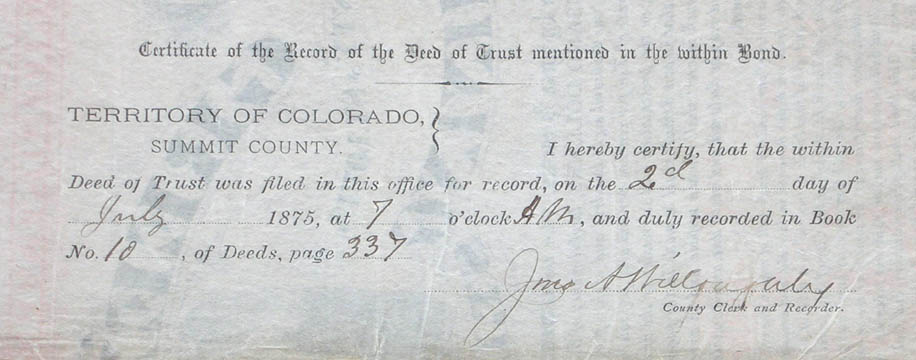 Certificate of the Record of the Deed of Trust mentioned in the within Bond.
TERRITORY OF COLORADO, }
SUMMIT COUNTY.
I hereby certify, that the within
Deed of Trust was filed in this office for record, on the 2d day of
July 1875, at 7 o'clock AM, and duly recorded in Book
No. 10, of Deeds, page 337
Jno A Willoughby
County Clerk and Recorder.